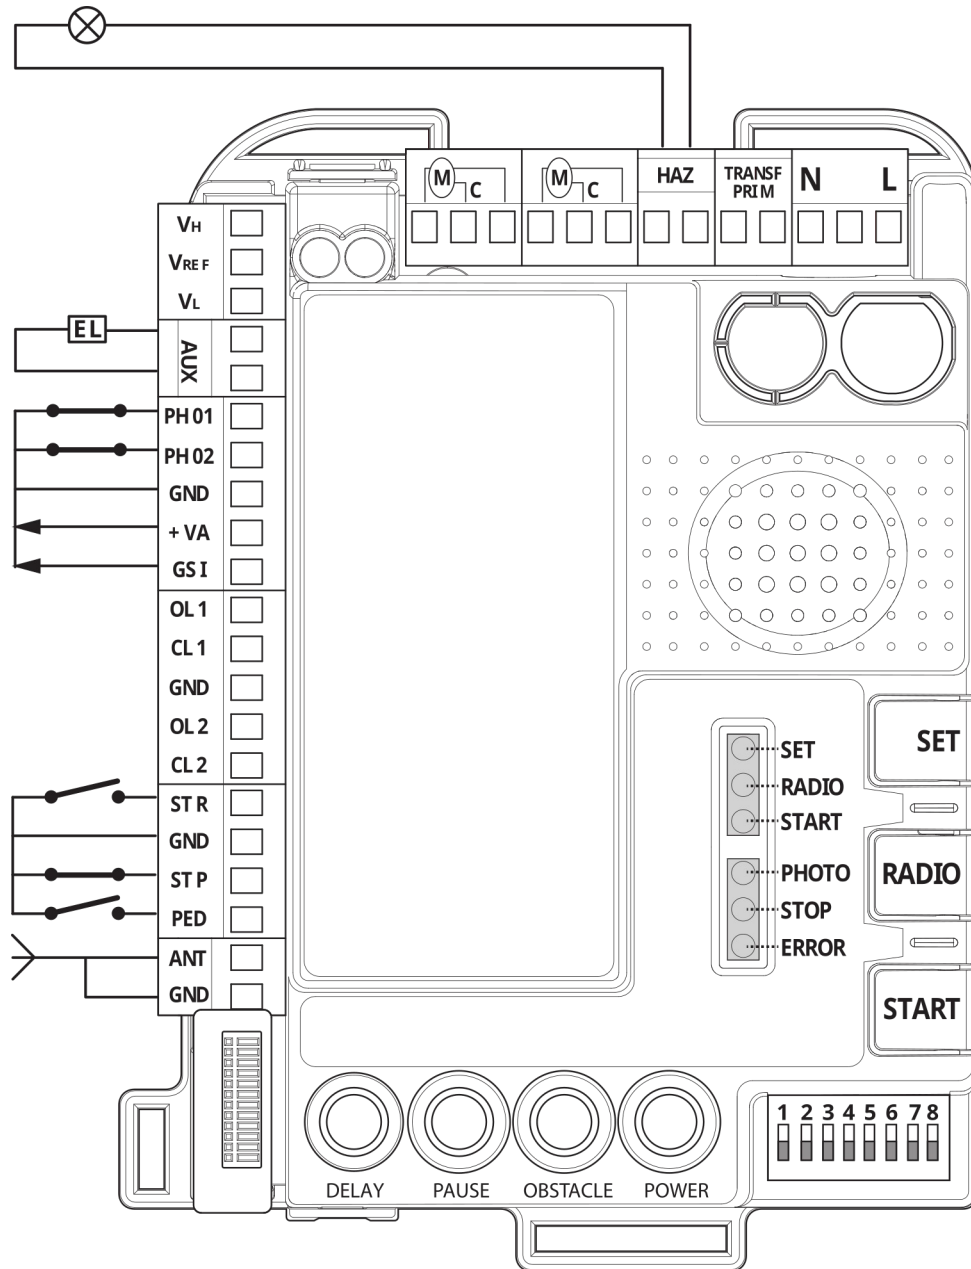 M C M C HAZ TRANSF PRIM N L
VH
VREF
VL
EL
AUX
PH01
PH02
GND
+VA
GSI
OL1
CL1
GND
OL2
CL2
STR
GND
STP
PED
ANT
GND
SET
RADIO
START
PHOTO
STOP
ERROR
SET
RADIO
START
DELAY PAUSE OBSTACLE POWER
1 2 3 4 5 6 7 8